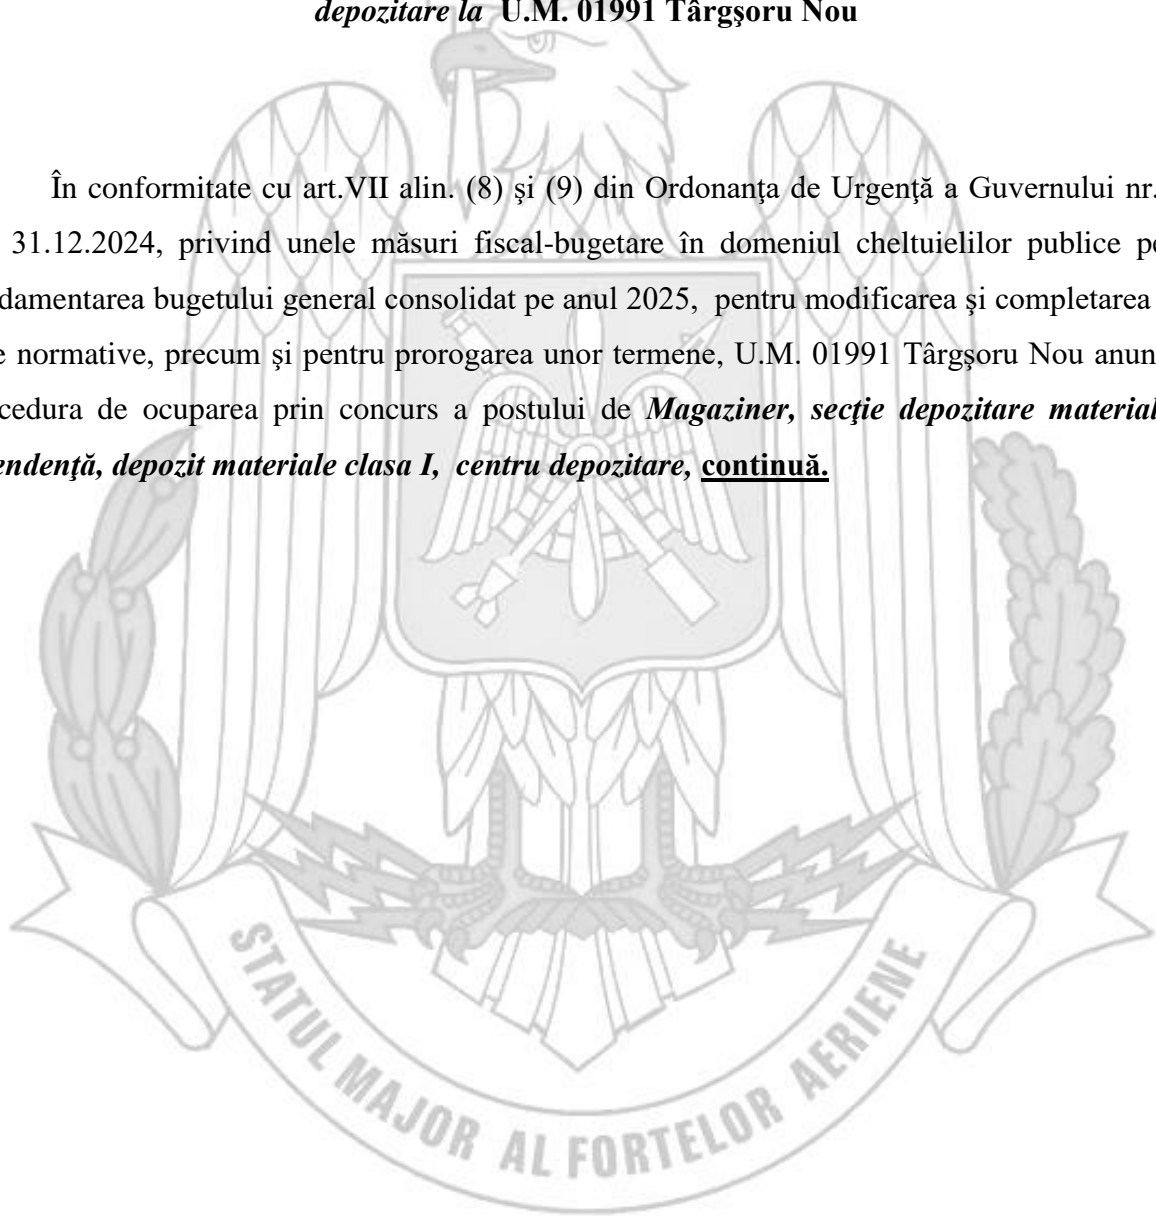 depozitare la U.M. 01991 Târgşoru Nou
În conformitate cu art.VII alin. (8) şi (9) din Ordonanţa de Urgenţă a Guvernului nr.
31.12.2024, privind unele măsuri fiscal-bugetare în domeniul cheltuielilor publice pe
damentarea bugetului general consolidat pe anul 2025, pentru modificarea şi completarea
e normative, precum şi pentru prorogarea unor termene, U.M. 01991 Târgşoru Nou anun
cedura de ocuparea prin concurs a postului de Magaziner, secţie depozitare material
endenţă, depozit materiale clasa I, centru depozitare, continuă.
STATUL MAJOR AL FORTELOR AERIENE